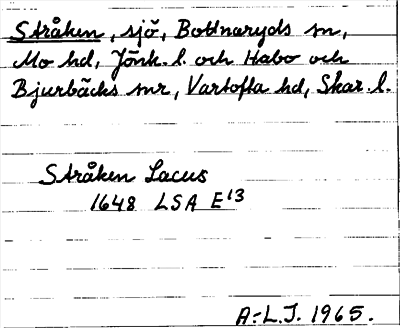 Stråken, sjö, Bottnaryds sn,
Mo hd, Jönk. l. och Habo och
Bjurbäcks snr, Vartofta hd, Skar. l.
Stråken Lacus
1648 LSA E¹³
A-L.J. 1965.